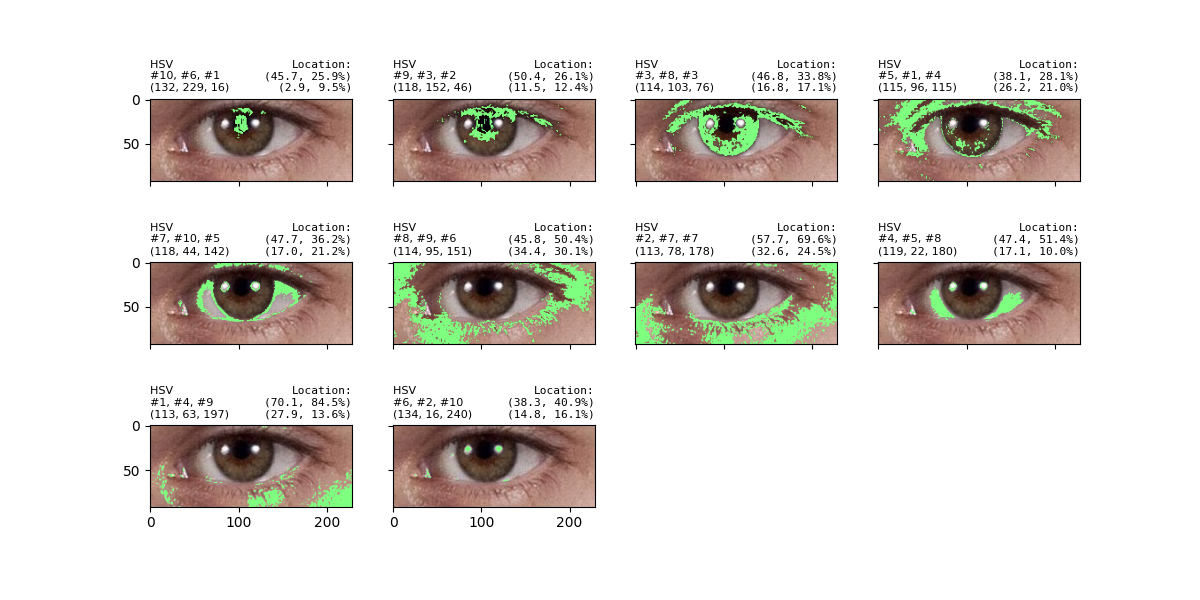 HSV Location: HSV Location: HSV Location: HSV Location:
#10, #6, #1 (45.7, 25.9%) #9, #3, #2 (50.4, 26.1%) #3, #8, #3 (46.8, 33.8%) #5, #1, #4 (38.1, 28.1%)
(132, 229, 16) (2.9, 9.5%) (118, 152, 46) (11.5, 12.4%) (114, 103, 76) (16.8, 17.1%) (115, 96, 115) (26.2, 21.0%)
0
50
HSV Location: HSV Location: HSV Location: HSV Location:
#7, #10, #5 (47.7, 36.2%) #8, #9, #6 (45.8, 50.4%) #2, #7, #7 (57.7, 69.6%) #4, #5, #8 (47.4, 51.4%)
(118, 44, 142) (17.0, 21.2%) (114, 95, 151) (34.4, 30.1%) (113, 78, 178) (32.6, 24.5%) (119, 22, 180) (17.1, 10.0%)
0
50
HSV Location: HSV Location:
#1, #4, #9 (70.1, 84.5%) #6, #2, #10 (38.3, 40.9%)
(113, 63, 197) (27.9, 13.6%) (134, 16, 240) (14.8, 16.1%)
0
50
0 100 200 0 100 200